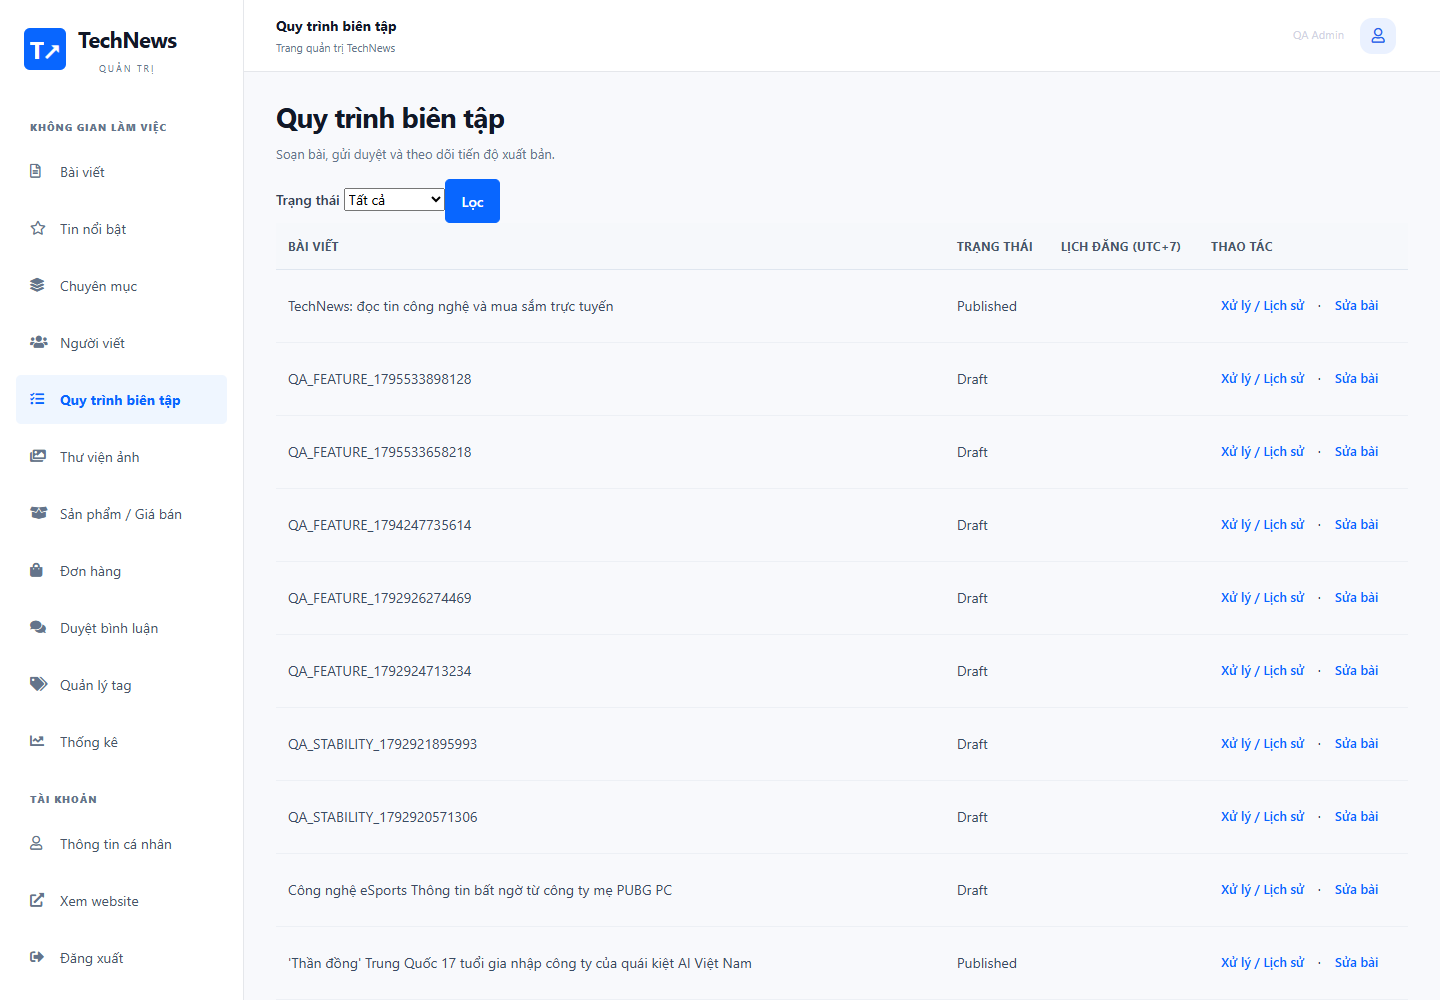 T↗ TechNews
QUẢN TRỊ
KHÔNG GIAN LÀM VIỆC
Bài viết
Tin nổi bật
Chuyên mục
Người viết
Quy trình biên tập
Thư viện ảnh
Sản phẩm / Giá bán
Đơn hàng
Duyệt bình luận
Quản lý tag
Thống kê
TÀI KHOẢN
Thông tin cá nhân
Xem website
Đăng xuất
Quy trình biên tập
Trang quản trị TechNews
QA Admin
Quy trình biên tập
Soạn bài, gửi duyệt và theo dõi tiến độ xuất bản.
Trạng thái Tất cả Lọc
BÀI VIẾT TRẠNG THÁI LỊCH ĐĂNG (UTC+7) THAO TÁC
TechNews: đọc tin công nghệ và mua sắm trực tuyến Published Xử lý / Lịch sử · Sửa bài
QA_FEATURE_1795533898128 Draft Xử lý / Lịch sử · Sửa bài
QA_FEATURE_1795533658218 Draft Xử lý / Lịch sử · Sửa bài
QA_FEATURE_1794247735614 Draft Xử lý / Lịch sử · Sửa bài
QA_FEATURE_1792926274469 Draft Xử lý / Lịch sử · Sửa bài
QA_FEATURE_1792924713234 Draft Xử lý / Lịch sử · Sửa bài
QA_STABILITY_1792921895993 Draft Xử lý / Lịch sử · Sửa bài
QA_STABILITY_1792920571306 Draft Xử lý / Lịch sử · Sửa bài
Công nghệ eSports Thông tin bất ngờ từ công ty mẹ PUBG PC Draft Xử lý / Lịch sử · Sửa bài
'Thần đồng' Trung Quốc 17 tuổi gia nhập công ty của quái kiệt AI Việt Nam Published Xử lý / Lịch sử · Sửa bài